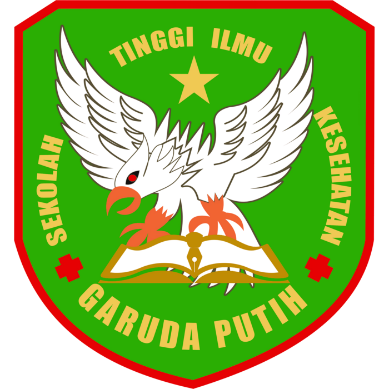 SEKOLAH
TINGGI ILMU
KESEHATAN
GARUDA PUTIH